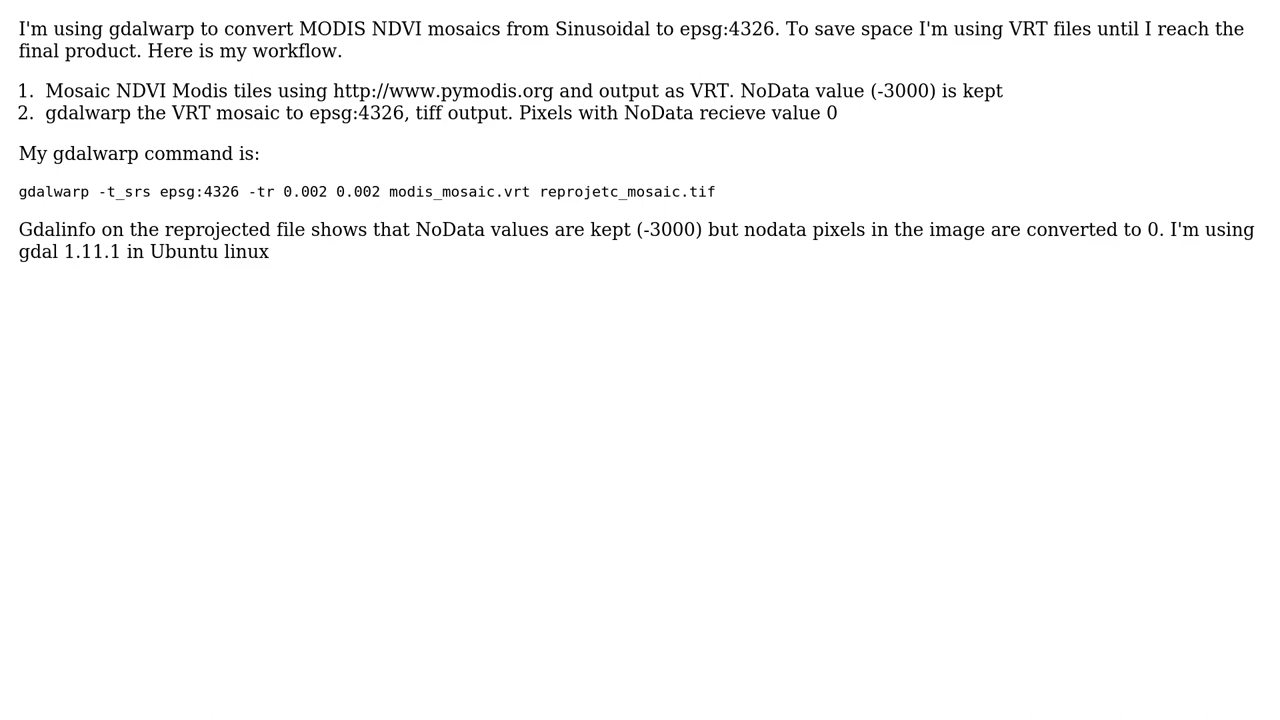 I'm using gdalwarp to convert MODIS NDVI mosaics from Sinusoidal to epsg:4326. To save space I'm using VRT files until I reach the
final product. Here is my workflow.
1. Mosaic NDVI Modis tiles using http://www.pymodis.org and output as VRT. NoData value (-3000) is kept
2. gdalwarp the VRT mosaic to epsg:4326, tiff output. Pixels with NoData recieve value 0
My gdalwarp command is:
gdalwarp -t_srs epsg:4326 -tr 0.002 0.002 modis_mosaic.vrt reprojetc_mosaic.tif
Gdalinfo on the reprojected file shows that NoData values are kept (-3000) but nodata pixels in the image are converted to 0. I'm using
gdal 1.11.1 in Ubuntu linux